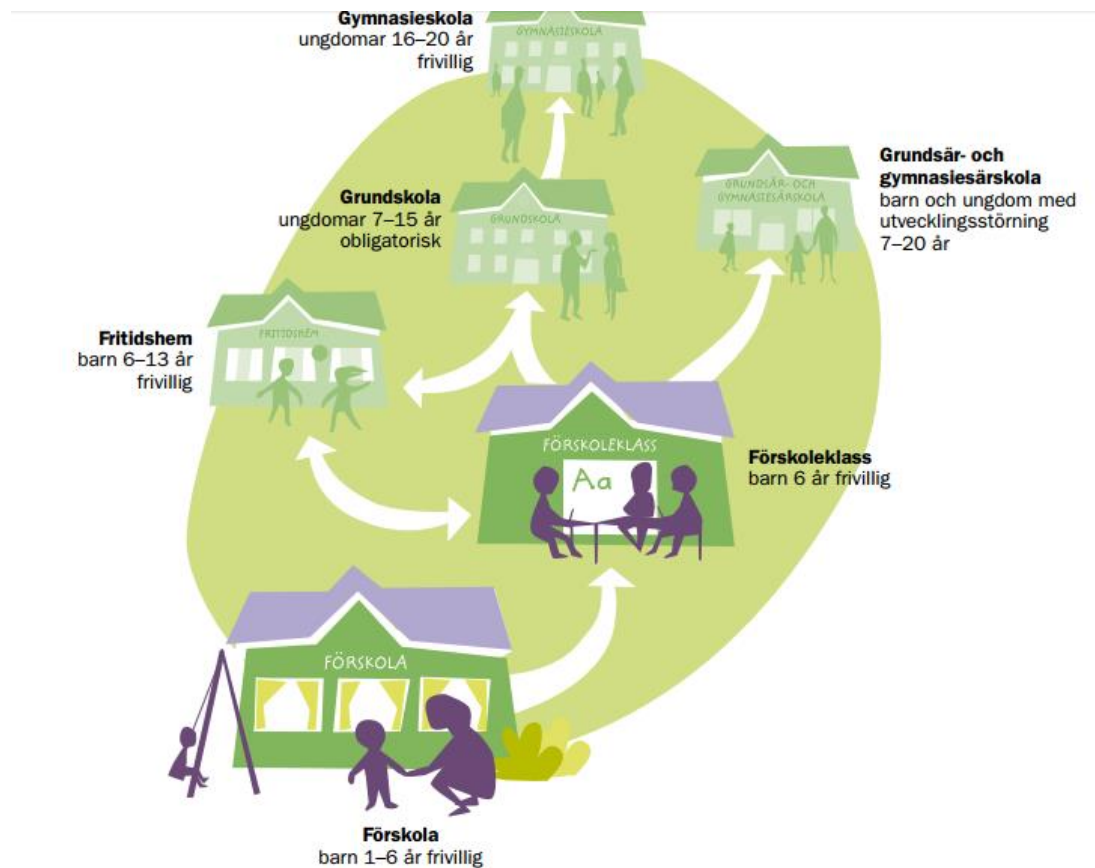 Gymnasieskola
ungdomar 16–20 år
frivillig
GYMNASIESKOLA
Grundsär- och
gymnasiesärskola
barn och ungdom med
utvecklingsstörning
7–20 år
GRUNDSÄR- OCH
GYMNASIESÄRSKOLA
Grundskola
ungdomar 7–15 år
obligatorisk
GRUNDSKOLA
Fritidshem
barn 6–13 år
frivillig
FRITIDSHEM
FÖRSKOLEKLASS
Aa
Förskoleklass
barn 6 år frivillig
FÖRSKOLA
Förskola
barn 1–6 år frivillig